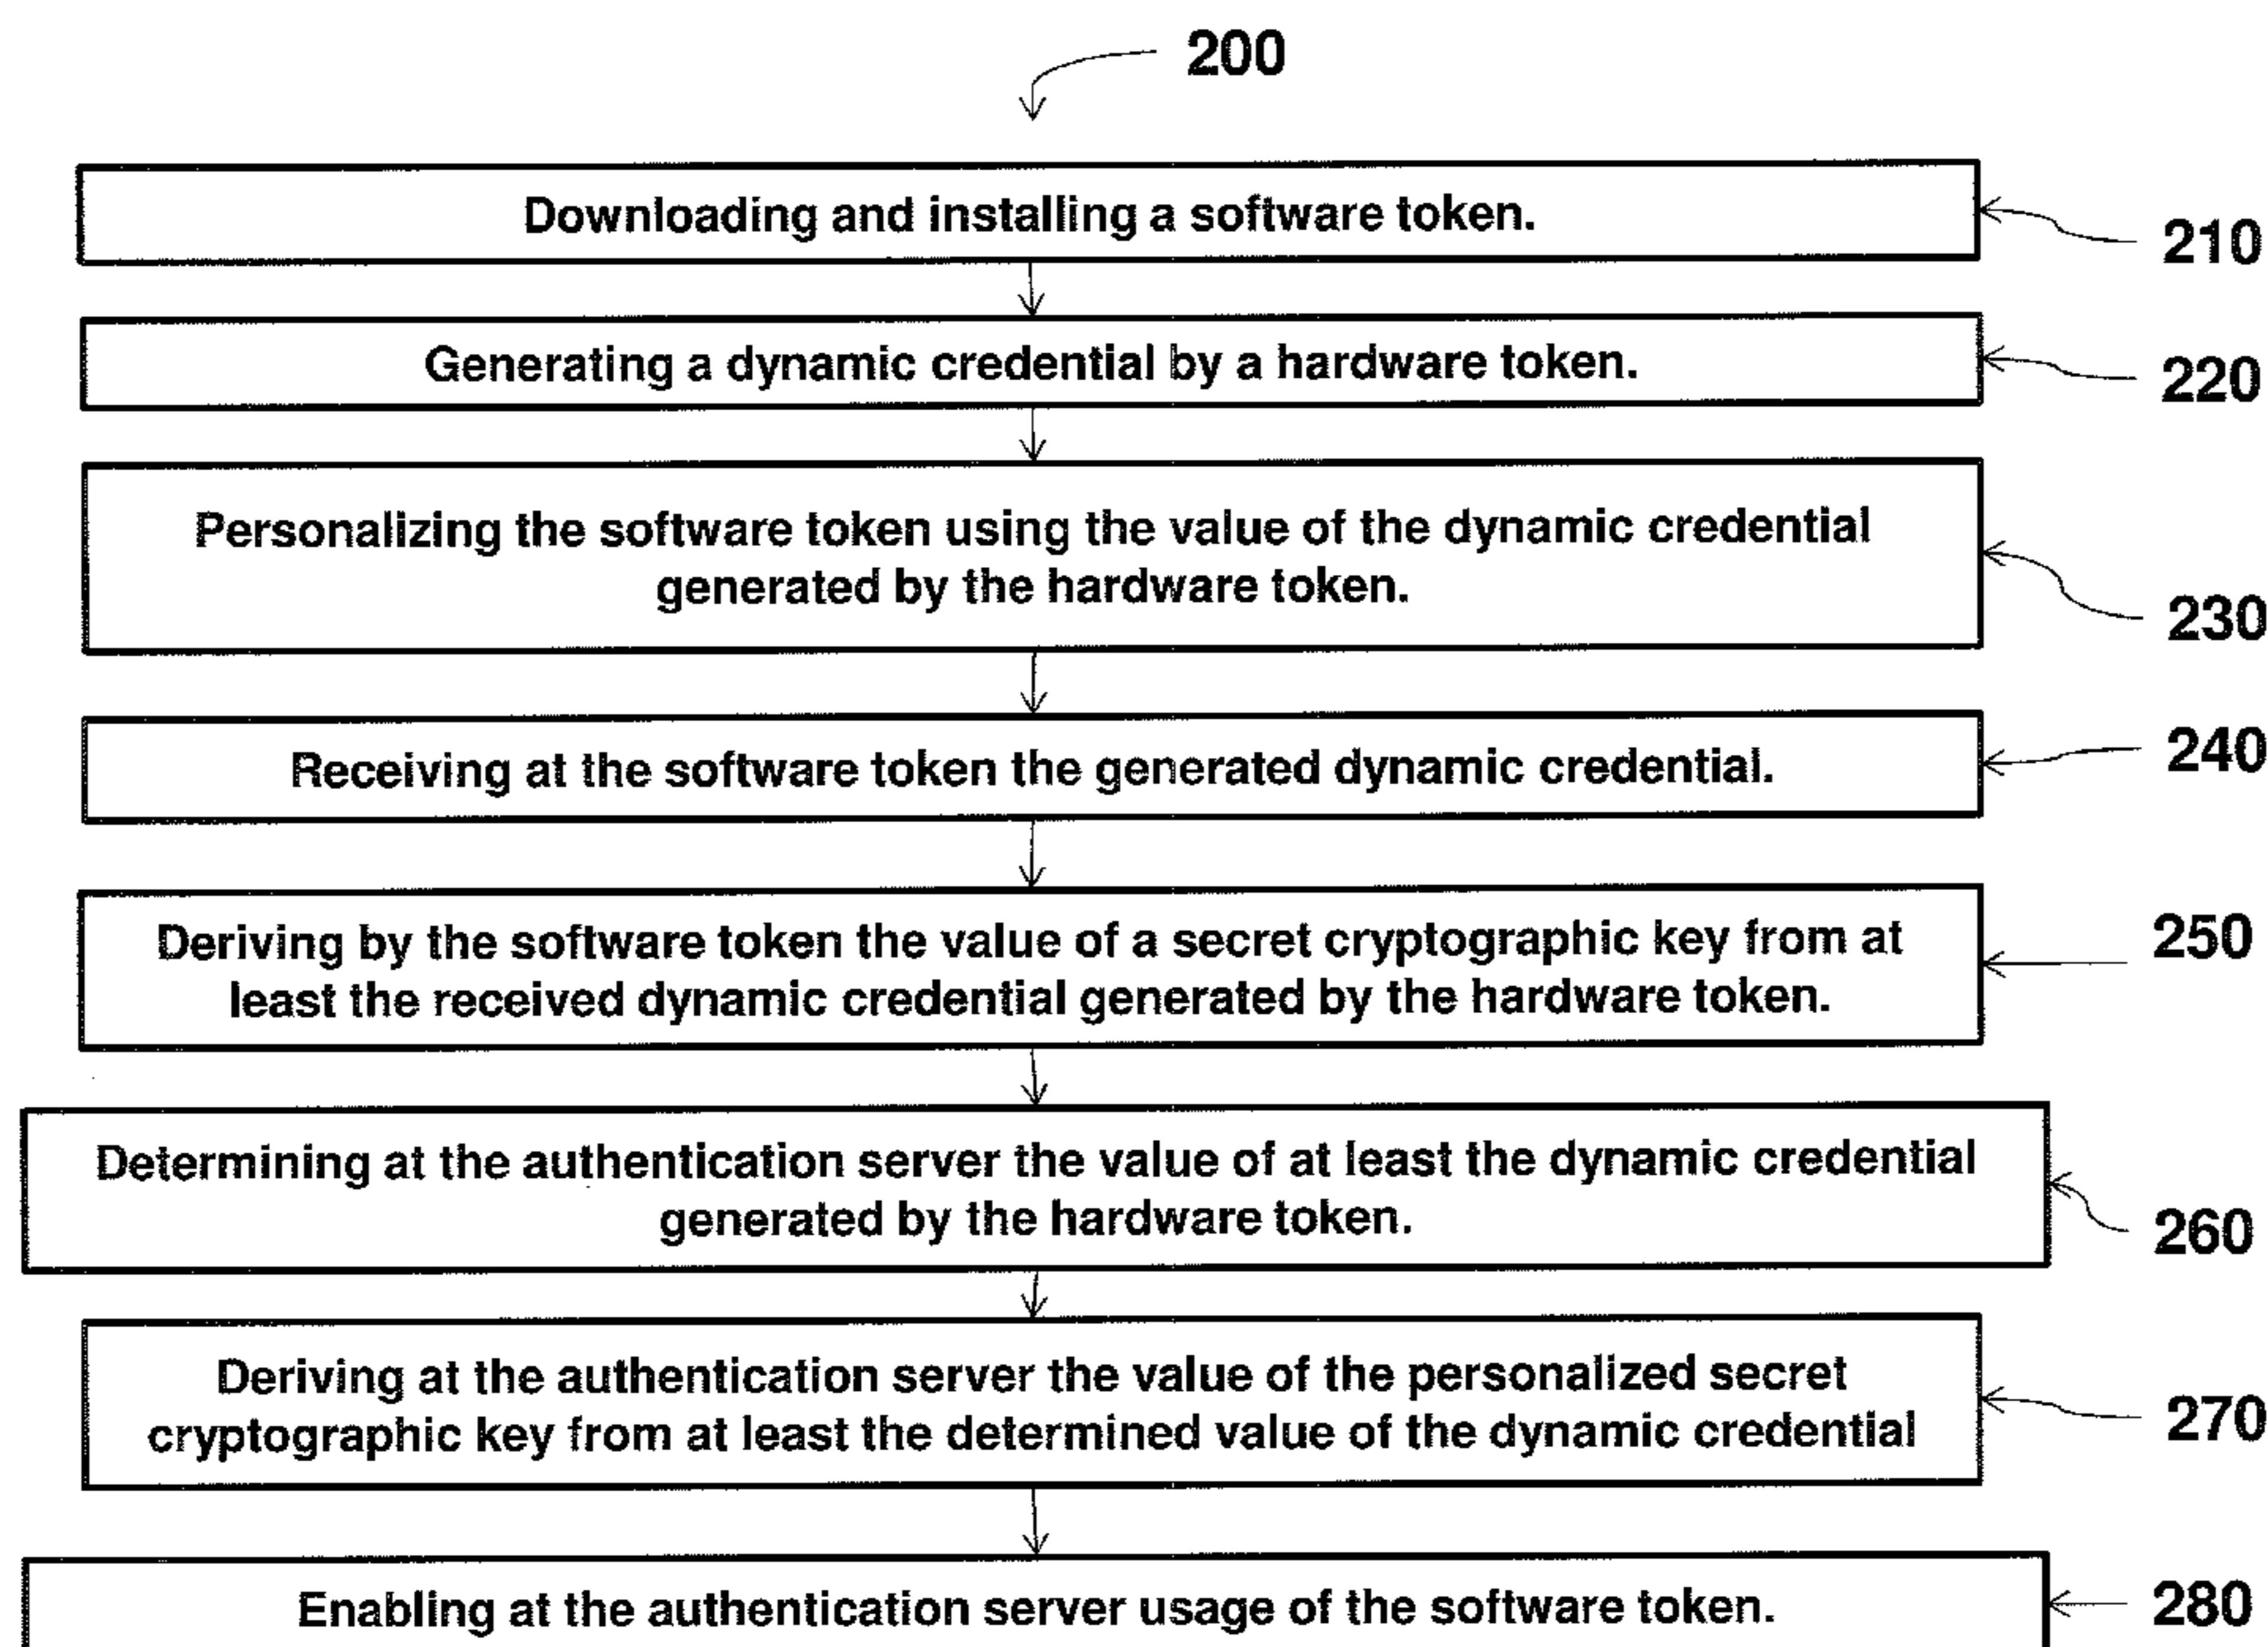 200
Downloading and installing a software token.
210
Generating a dynamic credential by a hardware token.
220
Personalizing the software token using the value of the dynamic credential
generated by the hardware token.
230
Receiving at the software token the generated dynamic credential.
240
Deriving by the software token the value of a secret cryptographic key from at
least the received dynamic credential generated by the hardware token.
250
Determining at the authentication server the value of at least the dynamic credential
generated by the hardware token.
260
Deriving at the authentication server the value of the personalized secret
cryptographic key from at least the determined value of the dynamic credential
270
Enabling at the authentication server usage of the software token.
280